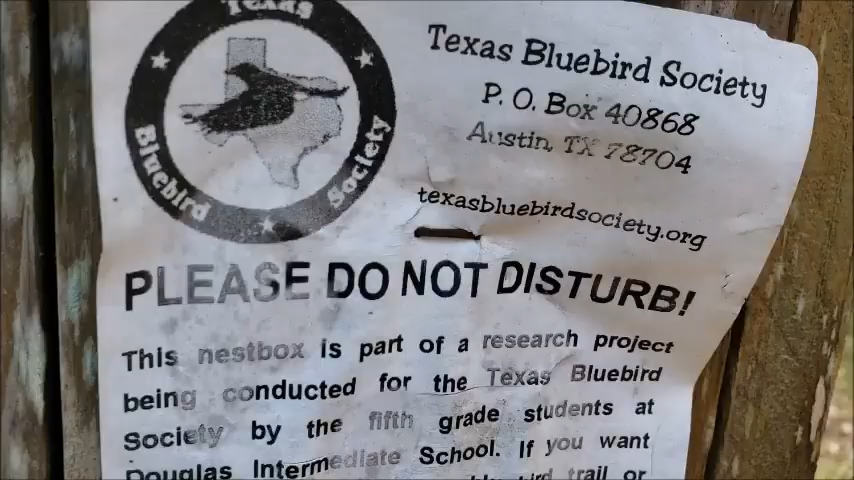 Texas
Bluebird Society
Texas Bluebird Society
P. O. Box 40868
Austin, TX 78704
texasbluebirdsociety.org
PLEASE DO NOT DISTURB!
This nestbox is part of a research project
being conducted for the Texas Bluebird
Society by the fifth grade students at
Douglas Intermediate School. If you want
trail or